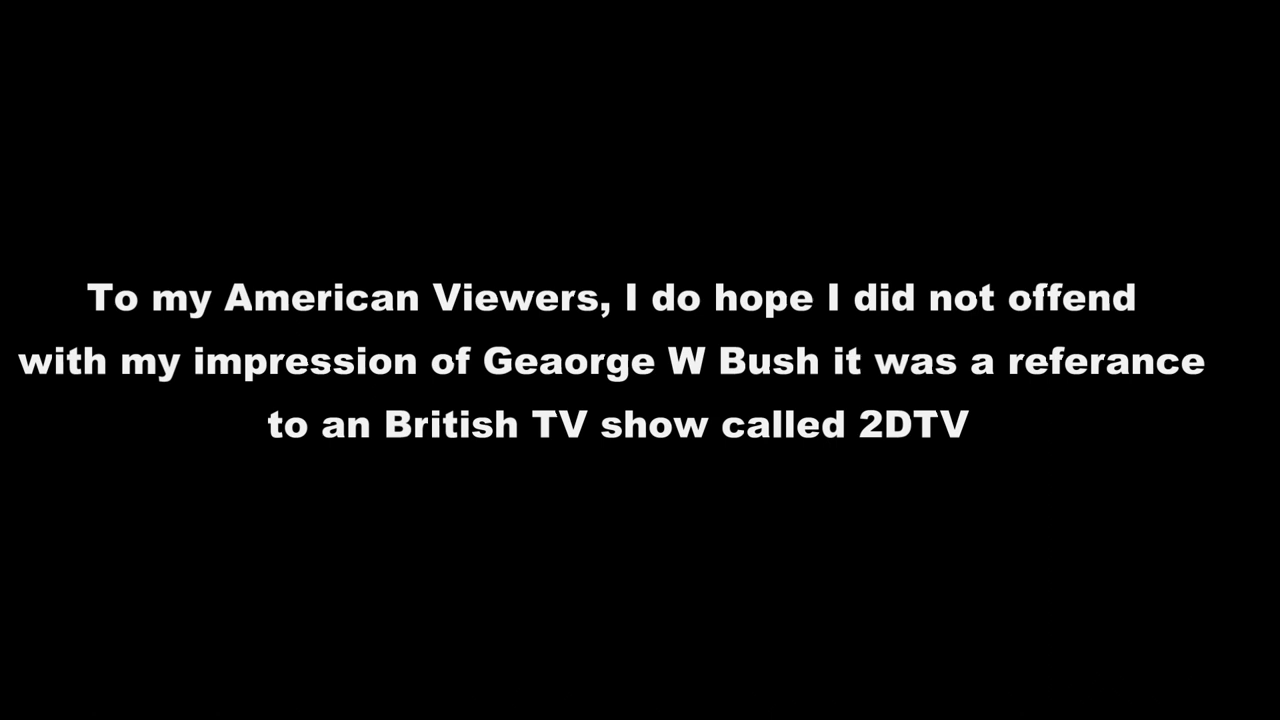 To my American Viewers, I do hope I did not offend
with my impression of Geaorge W Bush it was a referance
to an British TV show called 2DTV